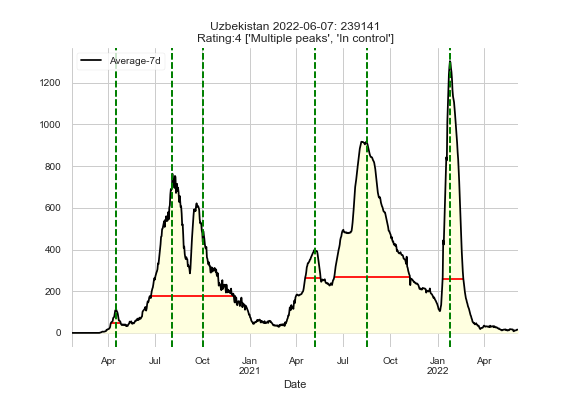 Uzbekistan 2022-06-07: 239141
Rating:4 ['Multiple peaks', 'In control']
Average-7d
1200
1000
800
600
400
200
0
Apr
Jul
Oct
Jan
2021
Apr
Jul
Oct
Jan
2022
Apr
Date